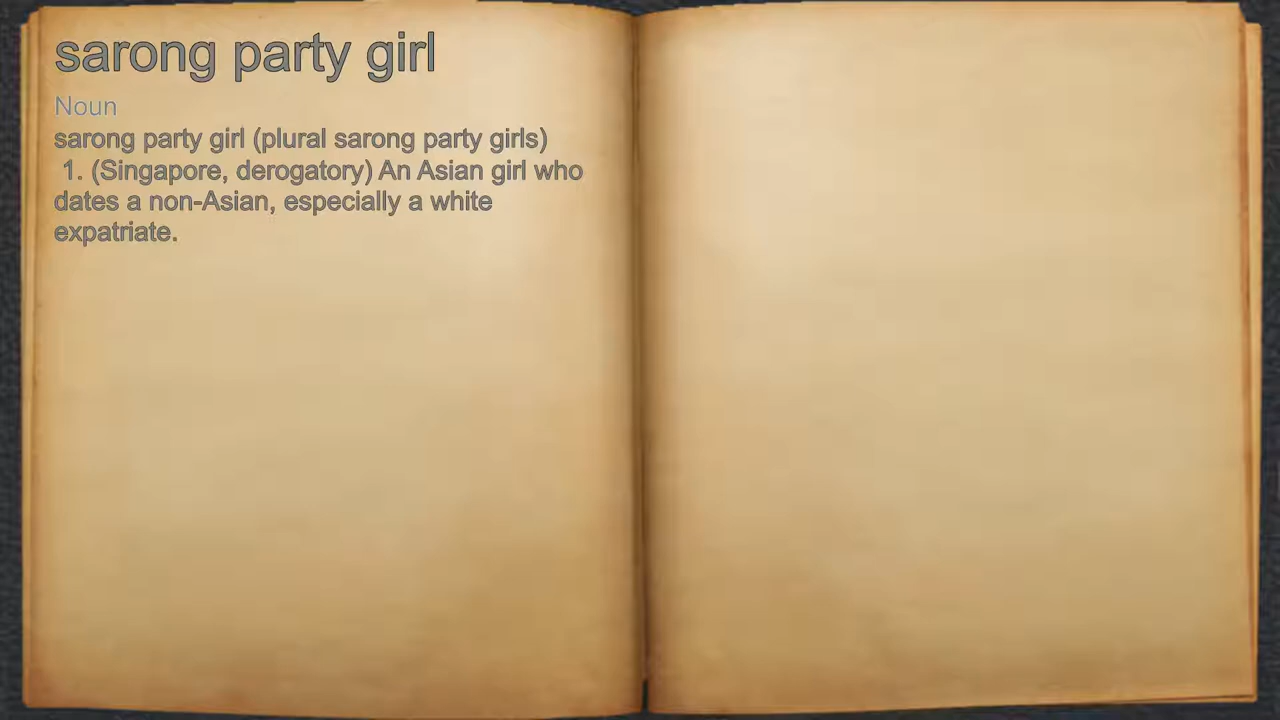 sarong party girl
Noun
sarong party girl (plural sarong party girls)
1. (Singapore, derogatory) An Asian girl who
dates a non-Asian, especially a white
expatriate.